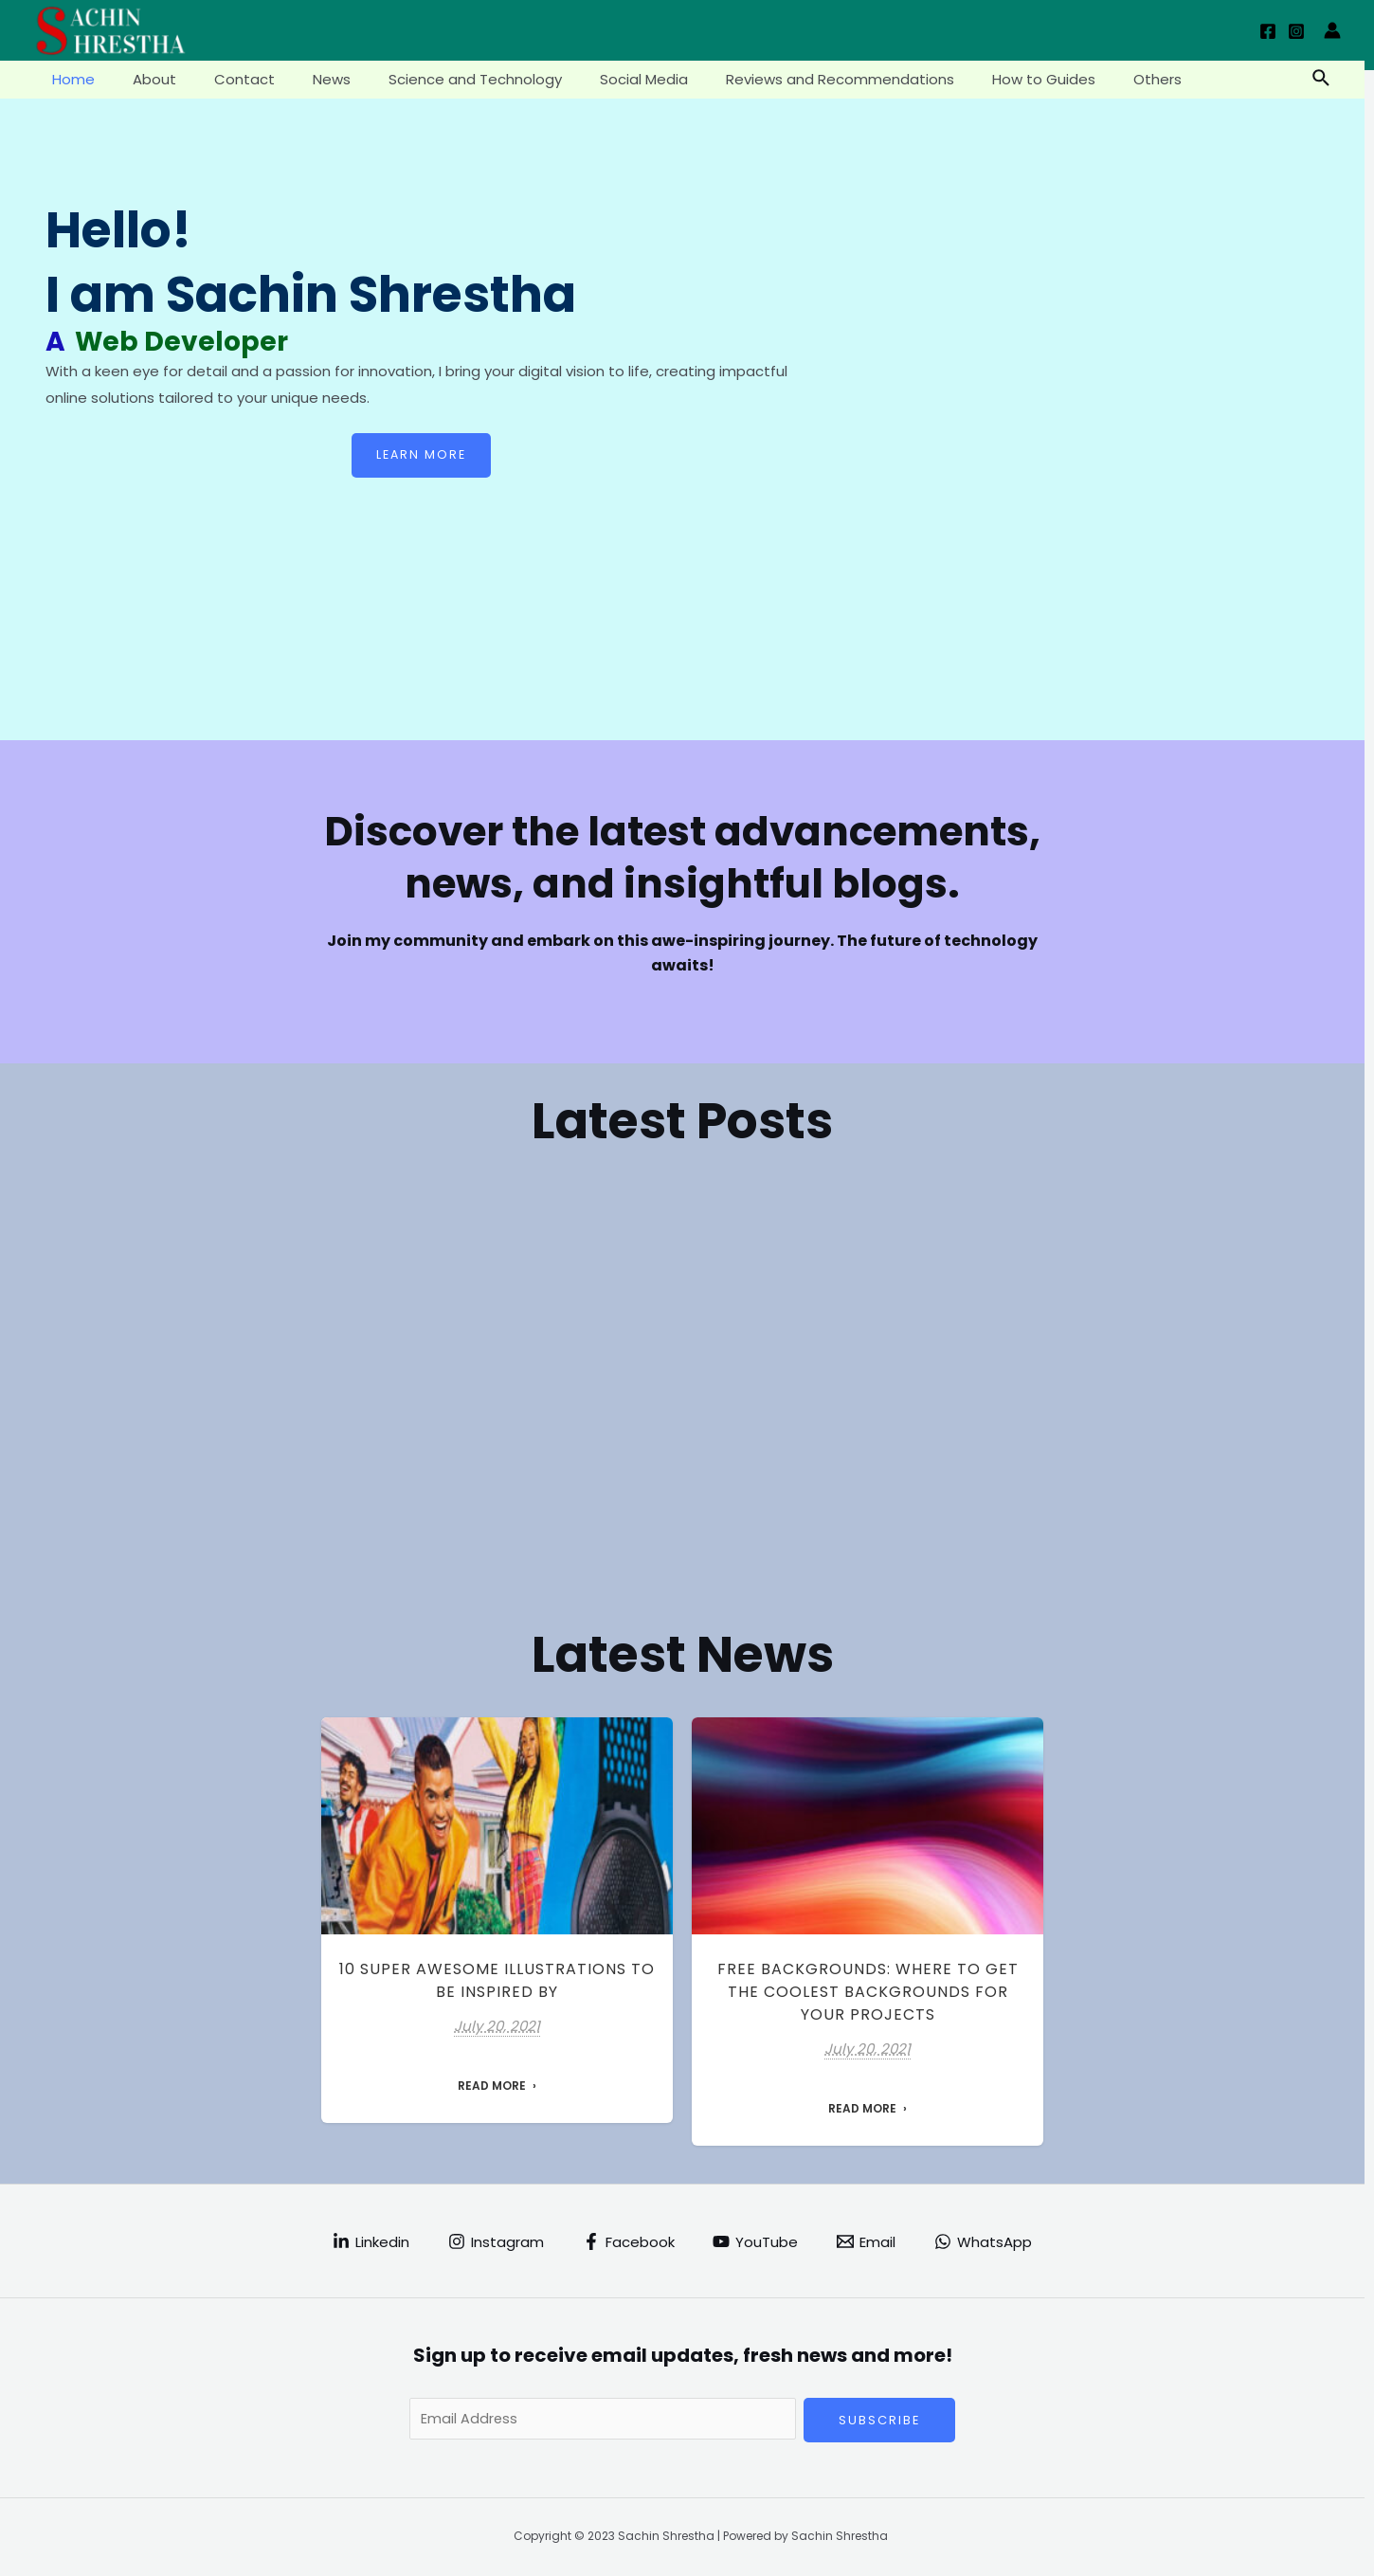 SACHIN
SHRESTHA
Home About Contact News Science and Technology Social Media Reviews and Recommendations How to Guides Others
Hello!
I am Sachin Shrestha
A Web Developer
With a keen eye for detail and a passion for innovation, I bring your digital vision to life, creating impactful
online solutions tailored to your unique needs.
LEARN MORE
Discover the latest advancements,
news, and insightful blogs.
Join my community and embark on this awe-inspiring journey. The future of technology
awaits!
Latest Posts
Latest News
10 SUPER AWESOME ILLUSTRATIONS TO
BE INSPIRED BY
July 20, 2021
READ MORE ›
FREE BACKGROUNDS: WHERE TO GET
THE COOLEST BACKGROUNDS FOR
YOUR PROJECTS
July 20, 2021
READ MORE ›
Linkedin Instagram Facebook YouTube Email WhatsApp
Sign up to receive email updates, fresh news and more!
Email Address
SUBSCRIBE
Copyright © 2023 Sachin Shrestha | Powered by Sachin Shrestha